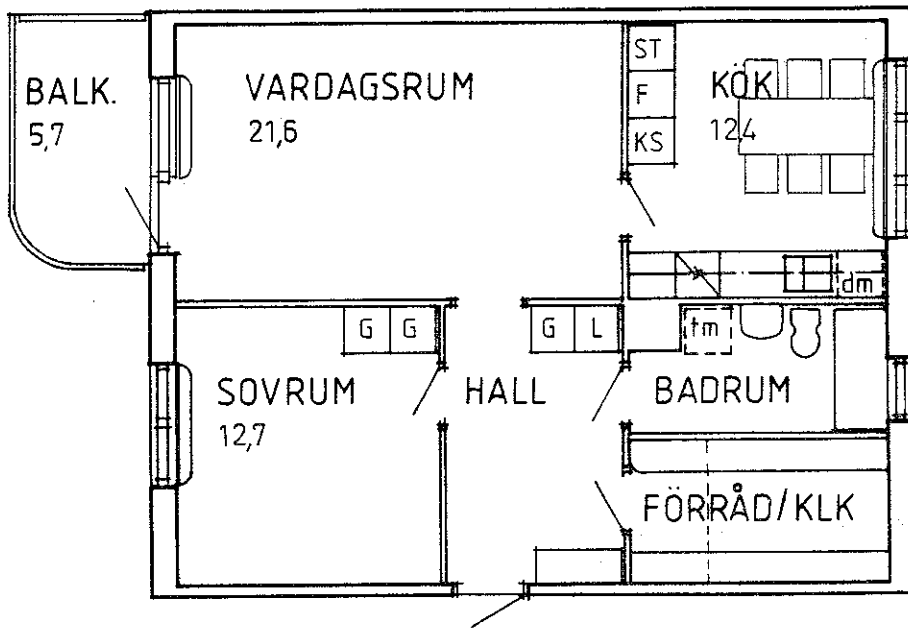 BALK.
5,7
VARDAGSRUM
21,6
ST
F
KS
KÖK
12,4
dm
G
G
G
L
tm
SOVRUM
12,7
HALL
BADRUM
FÖRRÅD/KLK